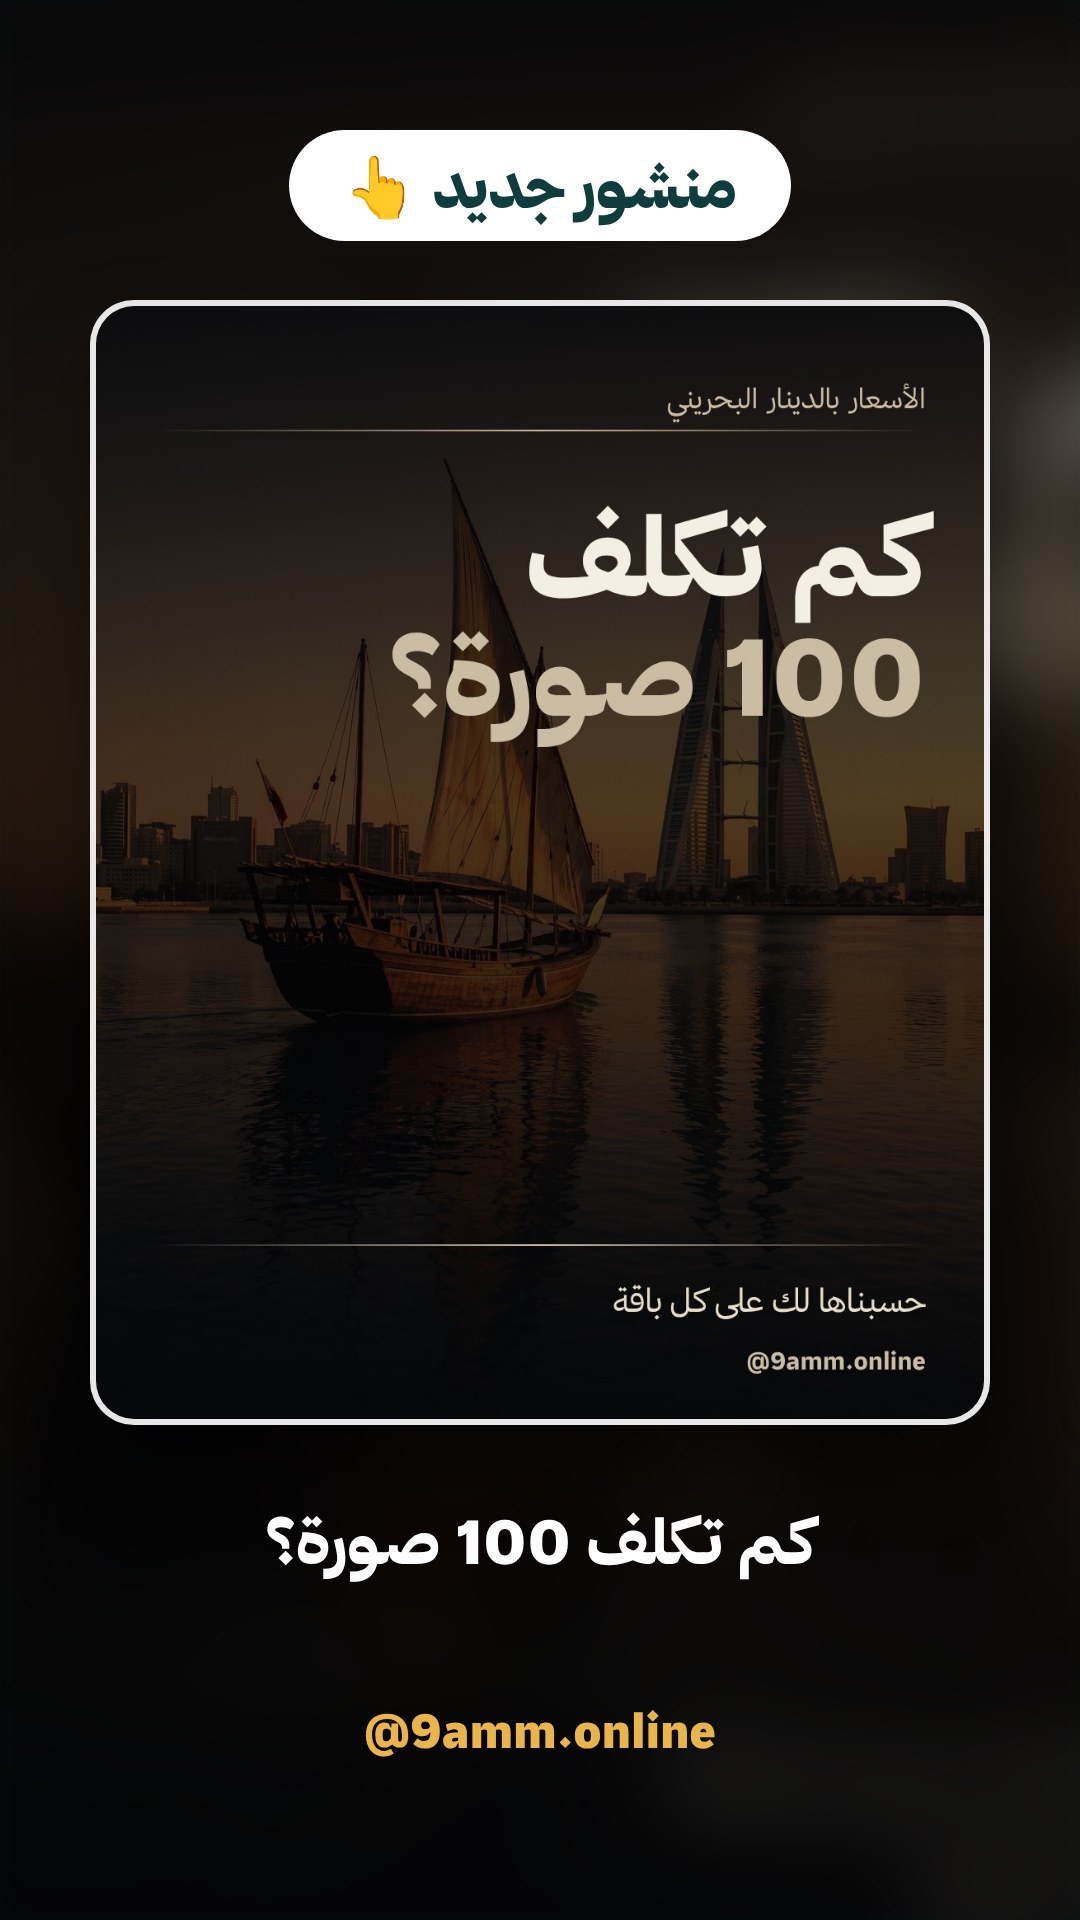 منشور جديد 👆
الأسعار بالدينار البحريني
كم تكلف
100 صورة؟
حسبناها لك على كل باقة
@9amm.online
كم تكلف 100 صورة؟
@9amm.online